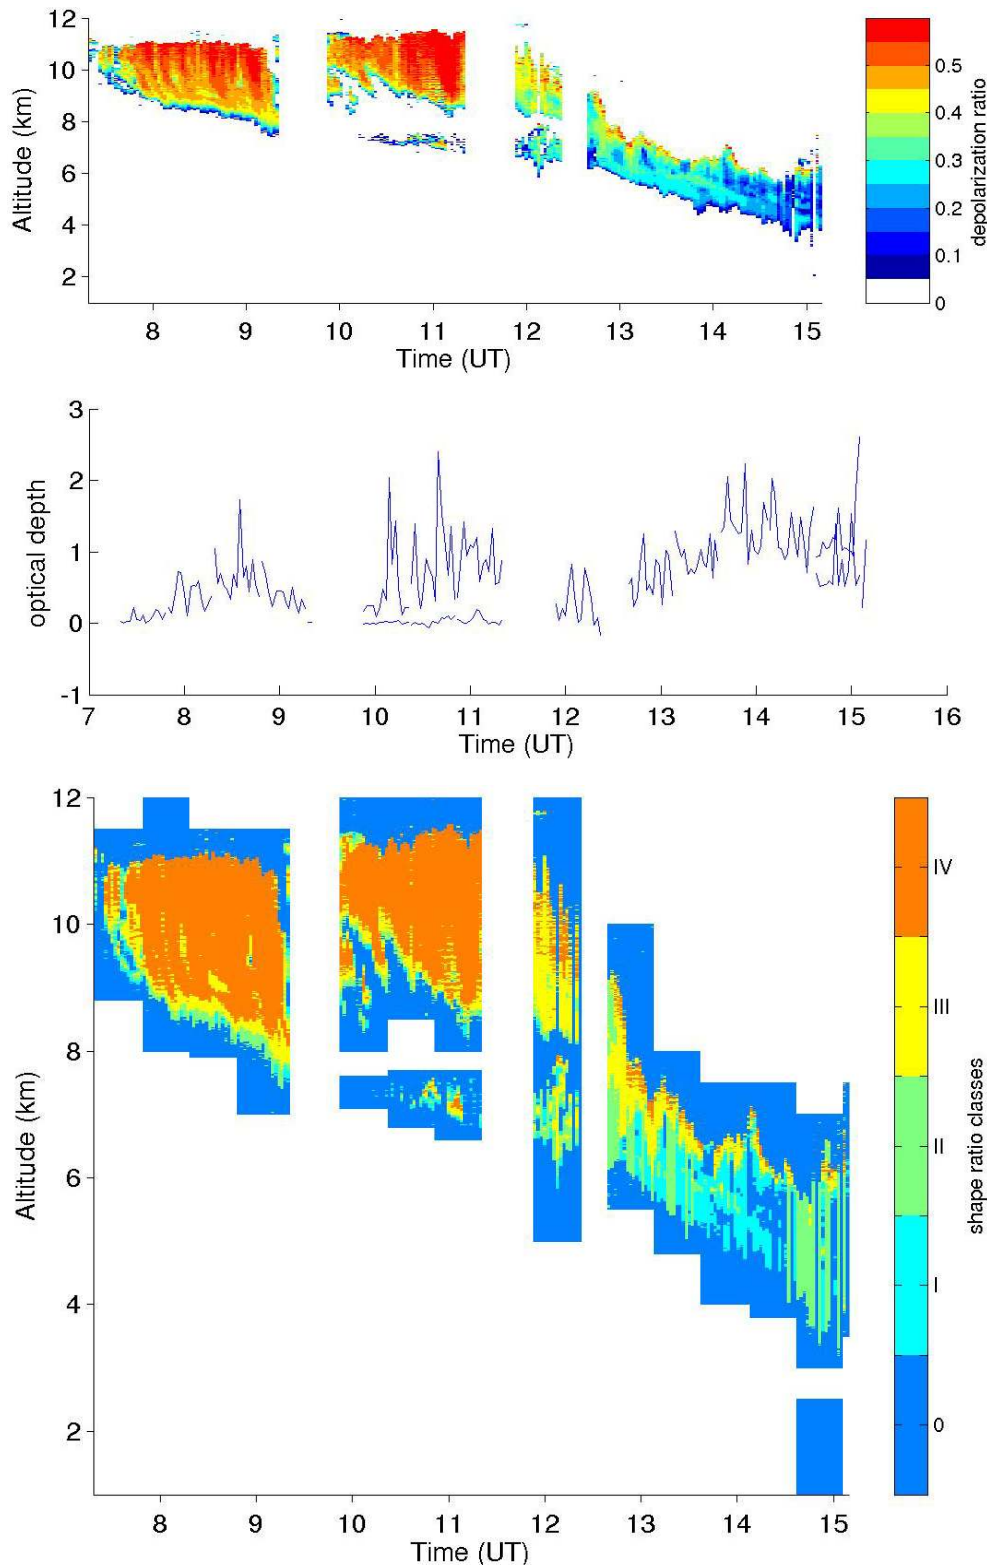 12
10
8
6
4
2
Altitude (km)
8 9 10 11 12 13 14 15
Time (UT)
0.5
0.4
0.3
0.2
0.1
0
depolarization ratio
3
2
1
0
-1
optical depth
7 8 9 10 11 12 13 14 15 16
Time (UT)
12
10
8
6
4
2
Altitude (km)
8 9 10 11 12 13 14 15
Time (UT)
IV
III
II
I
0
shape ratio classes